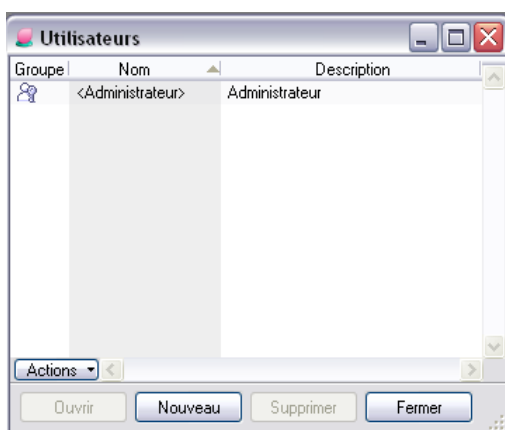 Utilisateurs
Groupe Nom Description
<Administrateur> Administrateur
Actions
Ouvrir Nouveau Supprimer Fermer